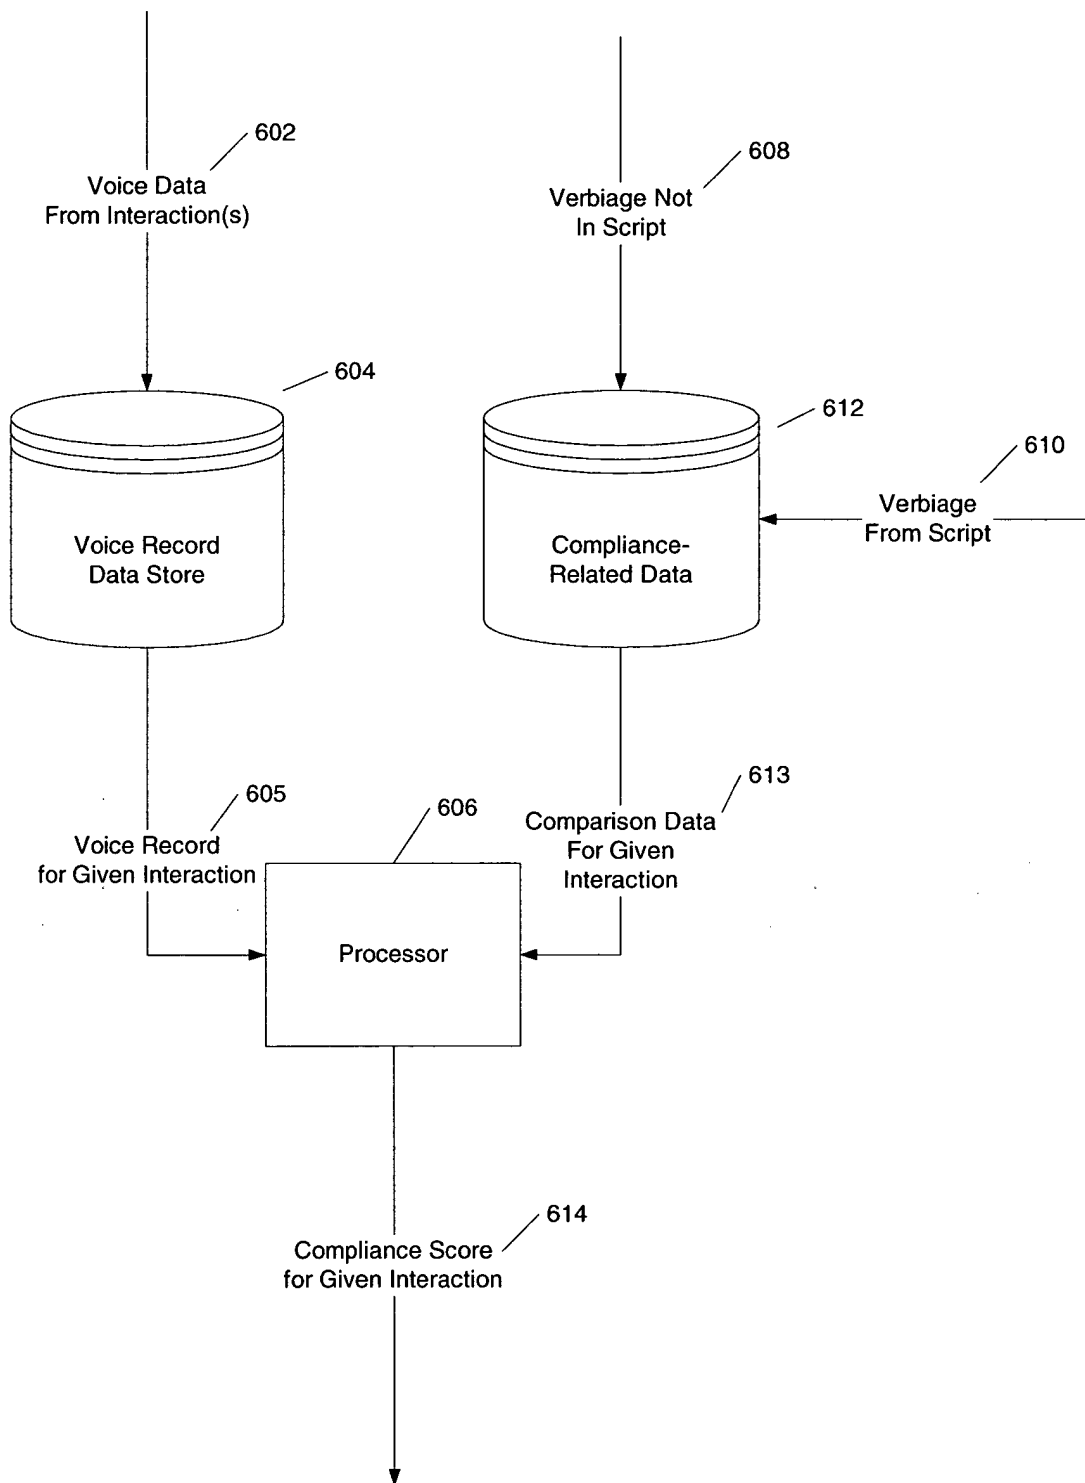 602
Voice Data
From Interaction(s)
608
Verbiage Not
In Script
604
Voice Record
Data Store
612
Compliance-
Related Data
610
Verbiage
From Script
605
Voice Record
for Given Interaction
606
Processor
613
Comparison Data
For Given
Interaction
614
Compliance Score
for Given Interaction